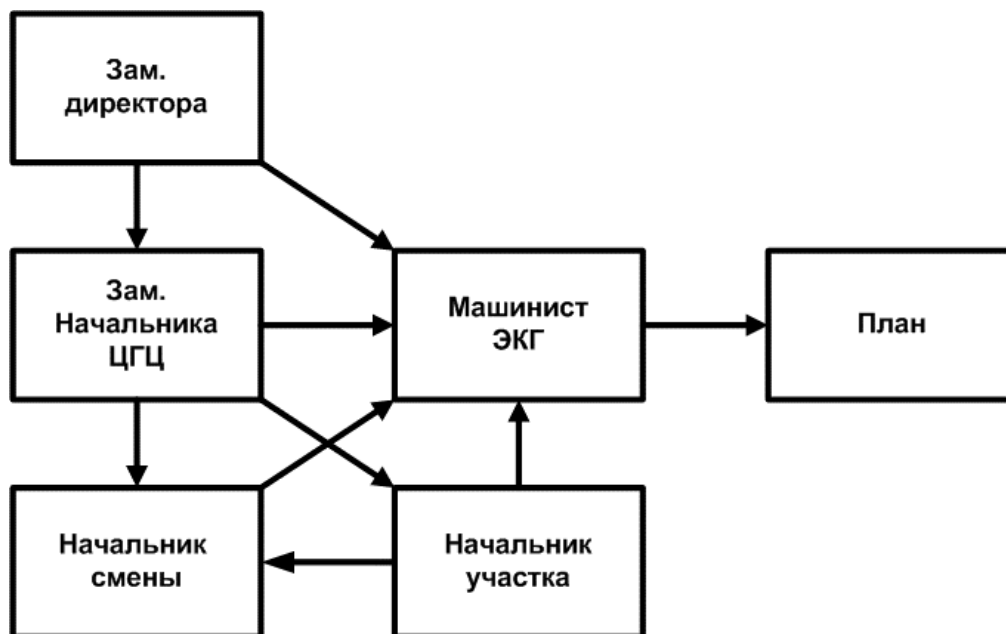 Зам.
директора
Зам.
Начальника
ЦГЦ
Машинист
ЭКГ
План
Начальник
смены
Начальник
участка